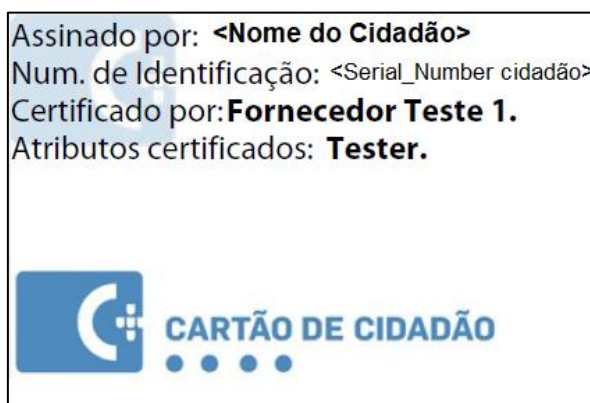 Assinado por: <Nome do Cidadão>
Num. de Identificação: <Serial_Number cidadão>
Certificado por:Fornecedor Teste 1.
Atributos certificados: Tester.
CARTÃO DE CIDADÃO